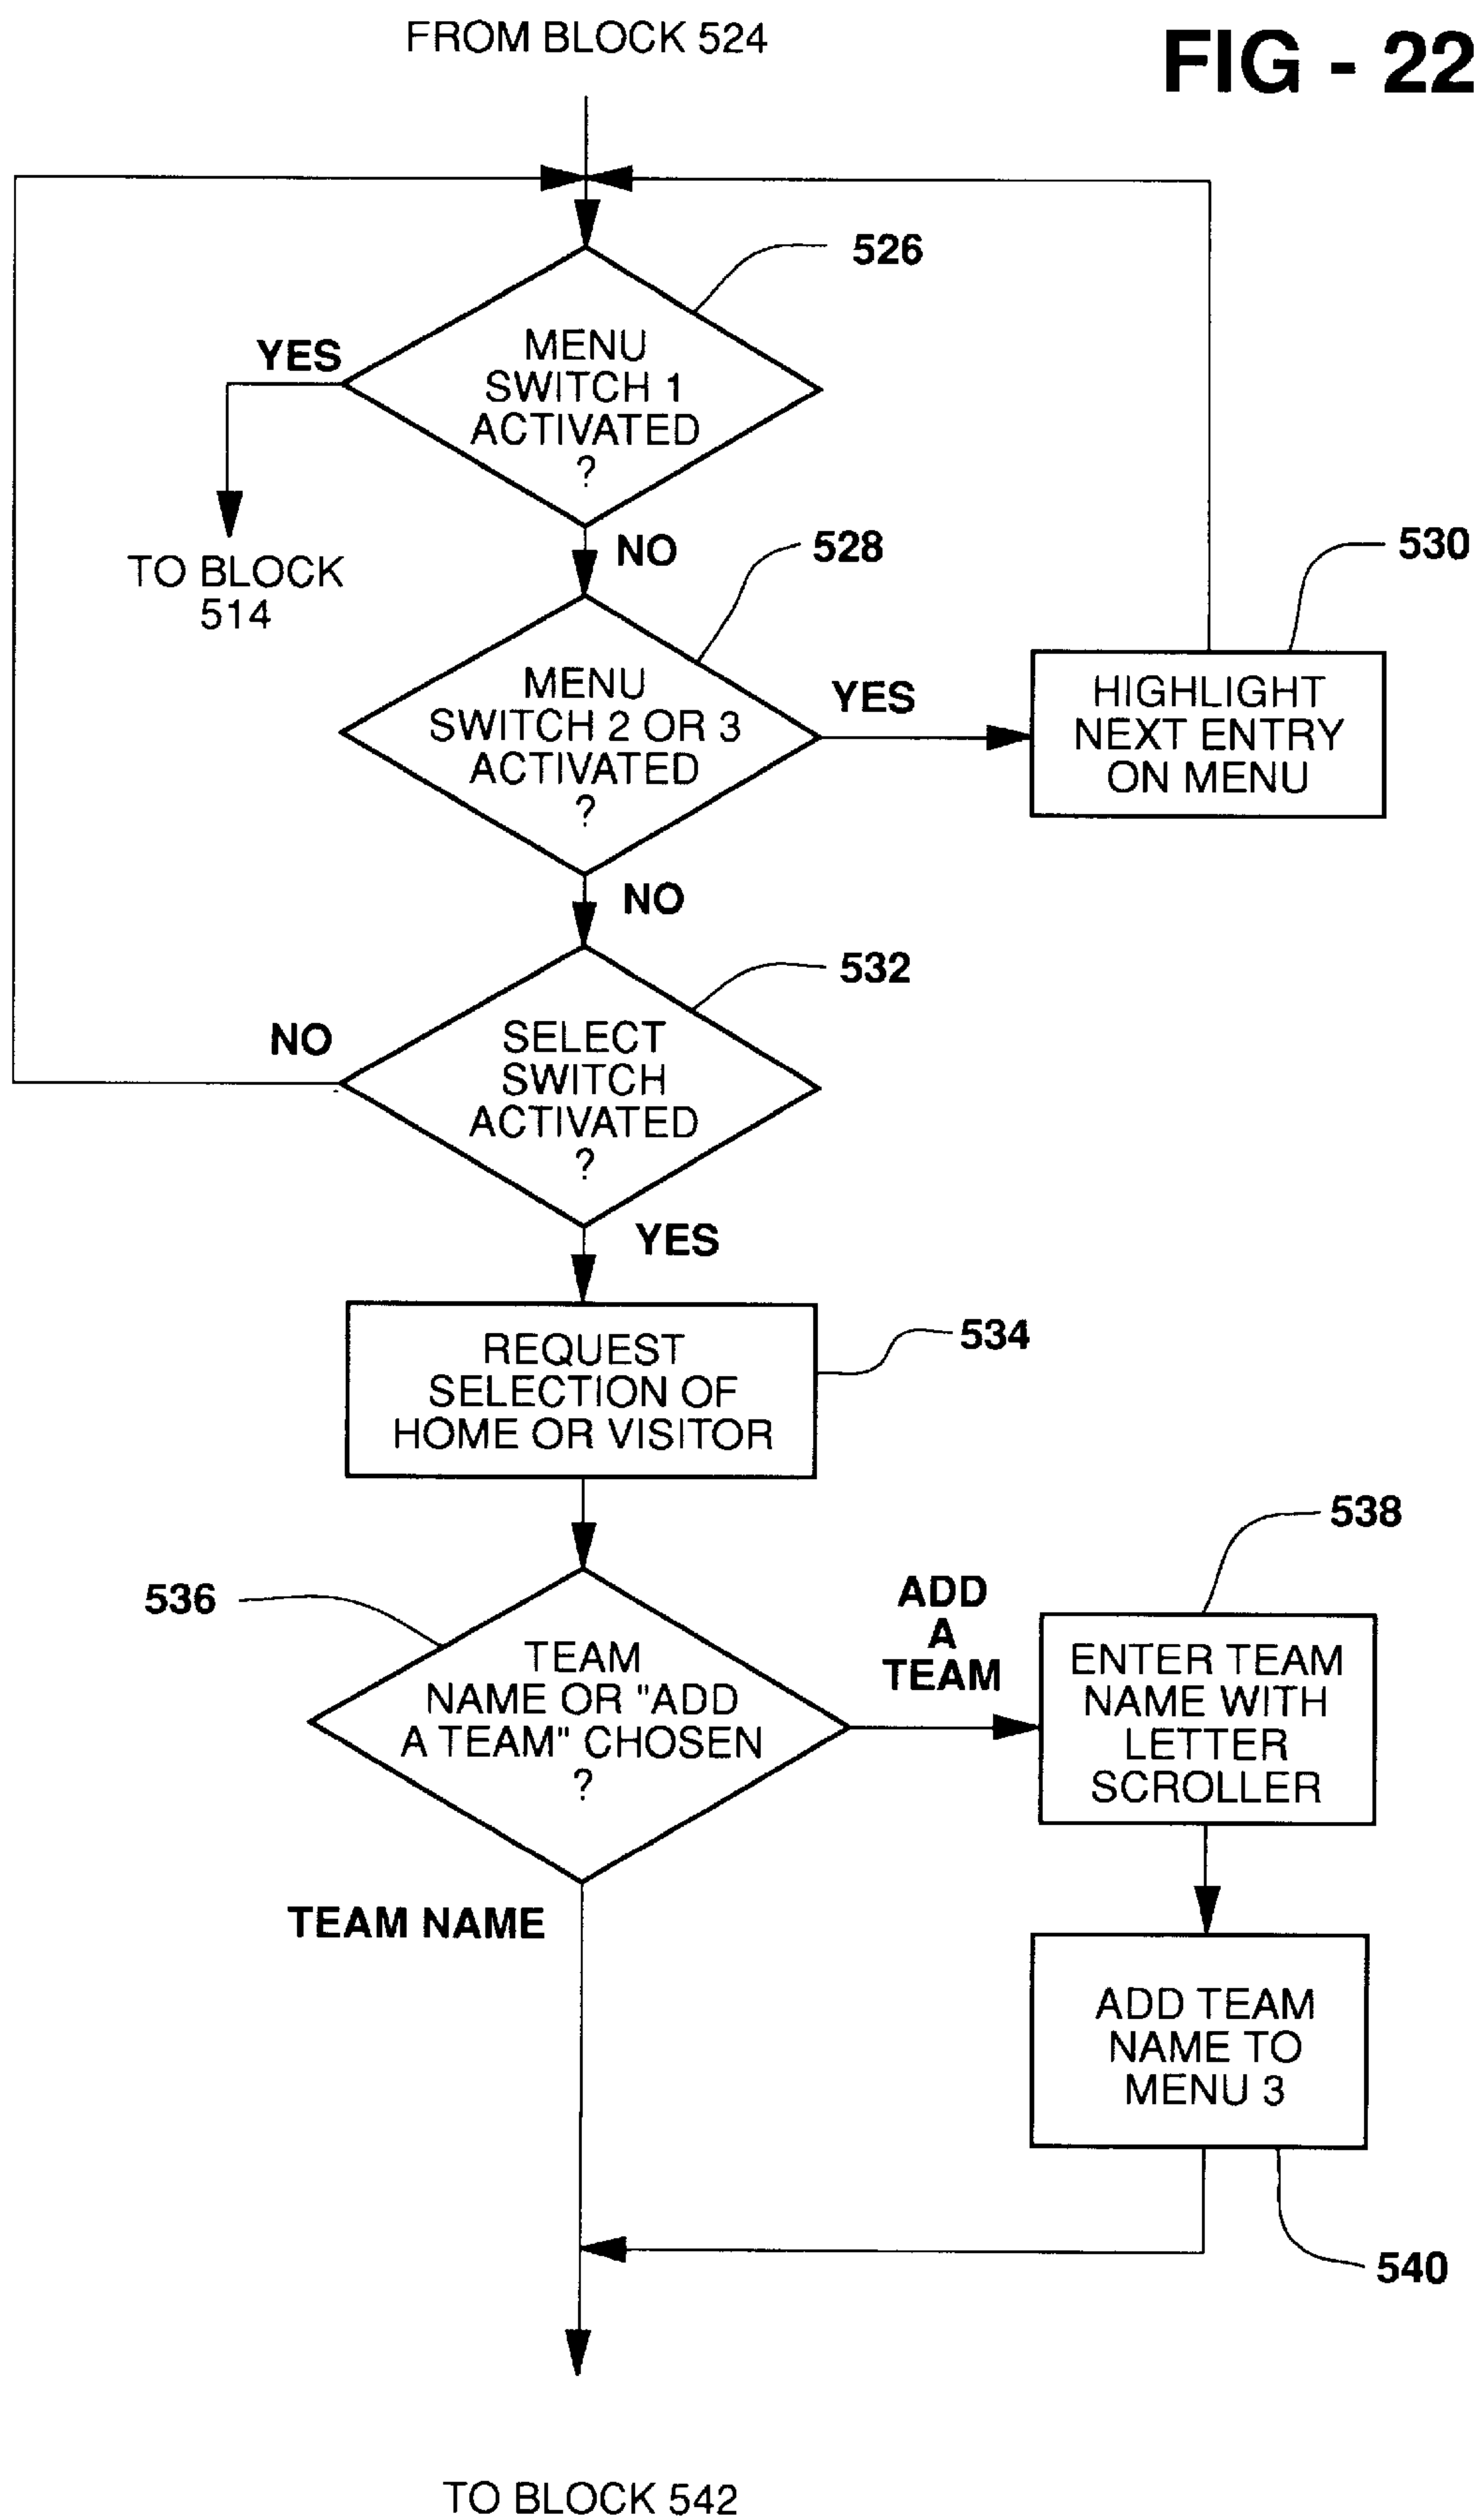 FROM BLOCK 524
FIG - 22
526
YES
MENU
SWITCH 1
ACTIVATED
?
TO BLOCK
514
NO
528
530
MENU
SWITCH 2 OR 3
ACTIVATED
?
YES
HIGHLIGHT
NEXT ENTRY
ON MENU
NO
532
NO
SELECT
SWITCH
ACTIVATED
?
YES
REQUEST
SELECTION OF
HOME OR VISITOR
534
536
TEAM
NAME OR "ADD
A TEAM" CHOSEN
?
ADD
A
TEAM
538
ENTER TEAM
NAME WITH
LETTER
SCROLLER
TEAM NAME
ADD TEAM
NAME TO
MENU 3
540
TO BLOCK 542